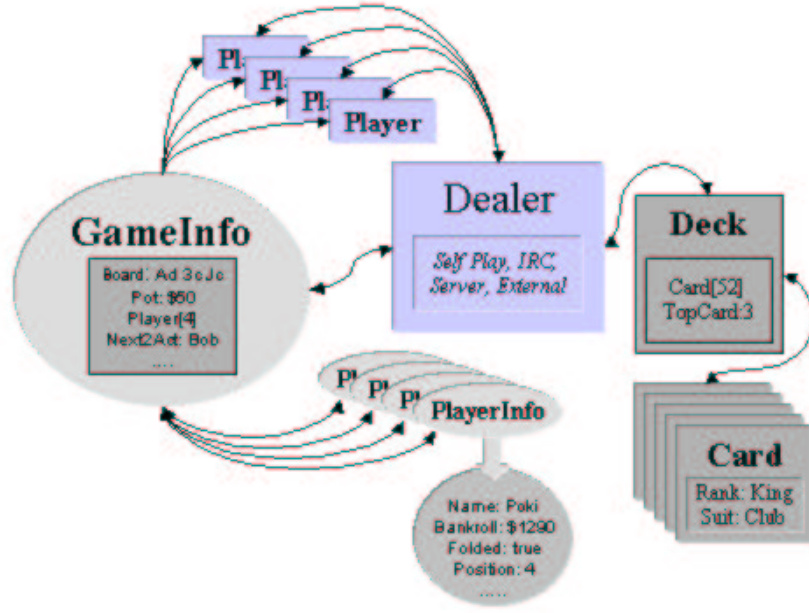 Pl
Pl
Pl
Player
Dealer
Self Play, IRC,
Server, External
GameInfo
Board: Ad 3c Jc
Pot: $50
Player[4]
Next2Act: Bob
....
Deck
Card[52]
TopCard:3
Pl
Pl
Pl
PlayerInfo
Name: Poki
Bankroll: $1290
Folded: true
Position: 4
.....
Card
Rank: King
Suit: Club